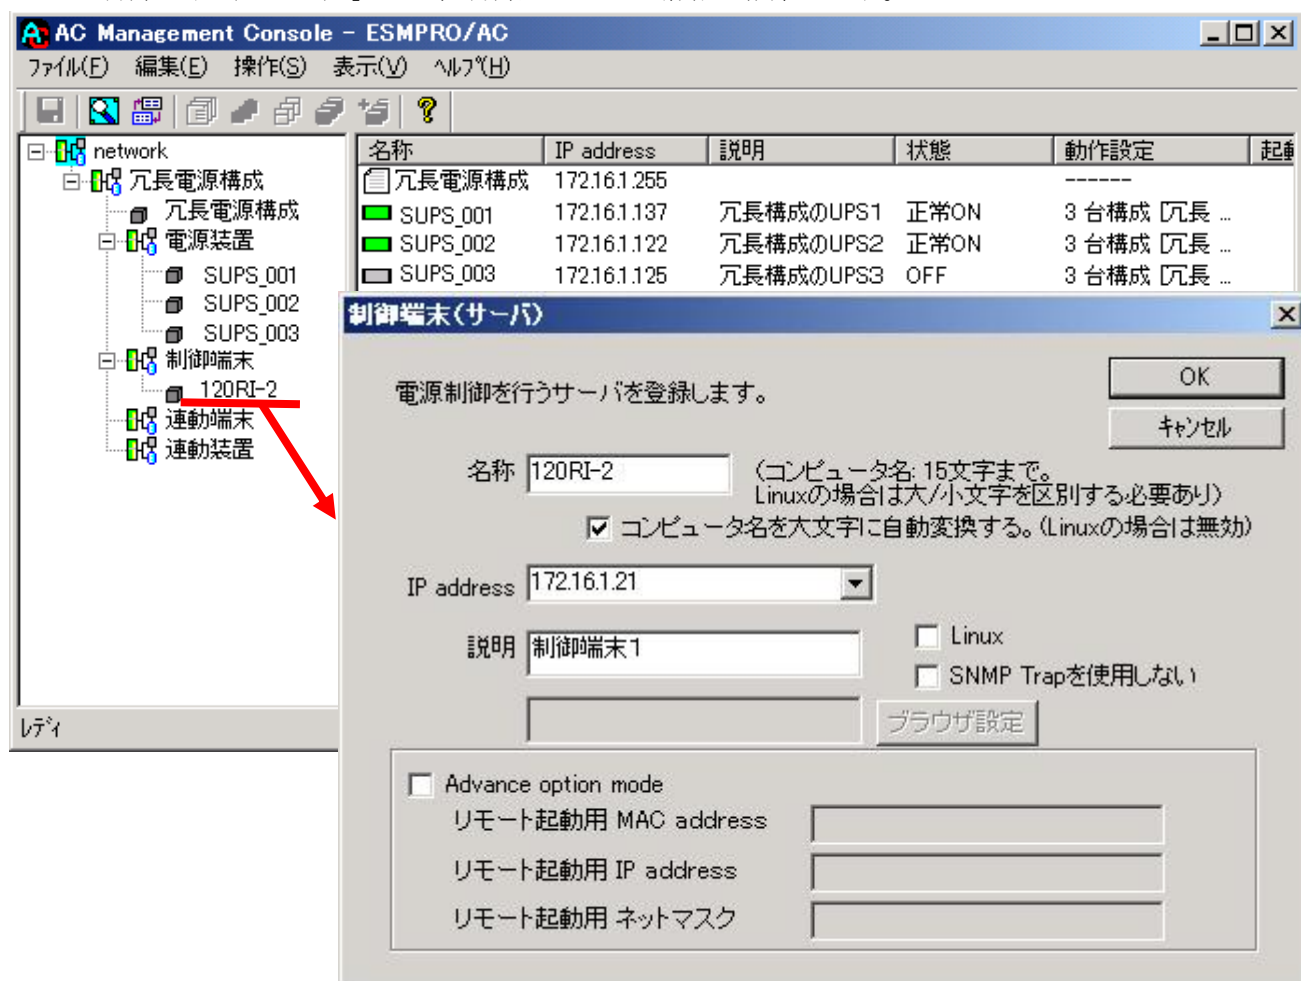 AC Management Console - ESMPRO/AC
ﾌｧｲﾙ(F) 編集(E) 操作(S) 表示(V) ﾍﾙﾌﾟ(H)
network
冗長電源構成
冗長電源構成
電源装置
SUPS_001
SUPS_002
SUPS_003
制御端末
120RI-2
連動端末
連動装置
名称 IP address 説明 状態 動作設定
冗長電源構成 172.16.1.255 ------
SUPS_001 172.16.1.137 冗長構成のUPS1 正常ON 3 台構成 [冗長 ...
SUPS_002 172.16.1.122 冗長構成のUPS2 正常ON 3 台構成 [冗長 ...
SUPS_003 172.16.1.125 冗長構成のUPS3 OFF 3 台構成 [冗長 ...
ﾚﾃﾞｨ
制御端末(サーバ)
電源制御を行うサーバを登録します。
OK
ｷｬﾝｾﾙ
名称 120RI-2 (コンピュータ名: 15文字まで。
Linuxの場合は大/小文字を区別する必要あり)
コンピュータ名を大文字に自動変換する。(Linuxの場合は無効)
IP address 172.16.1.21
説明 制御端末1
Linux
SNMP Trapを使用しない
ブラウザ設定
Advance option mode
リモート起動用 MAC address
リモート起動用 IP address
リモート起動用 ネットマスク